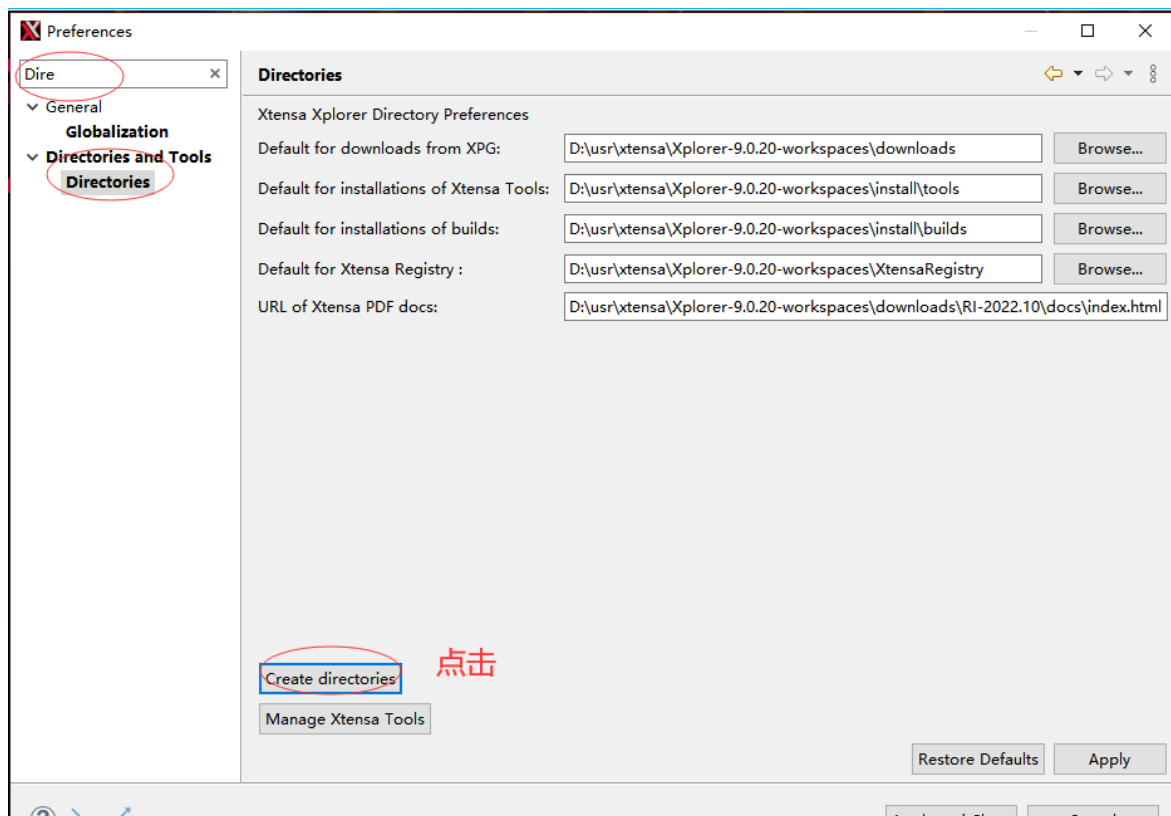 Preferences
Dire
Directories
General
Globalization
Directories and Tools
Directories
Xtensa Xplorer Directory Preferences
Default for downloads from XPG: D:\usr\xtensa\Xplorer-9.0.20-workspaces\downloads Browse...
Default for installations of Xtensa Tools: D:\usr\xtensa\Xplorer-9.0.20-workspaces\install\tools Browse...
Default for installations of builds: D:\usr\xtensa\Xplorer-9.0.20-workspaces\install\builds Browse...
Default for Xtensa Registry : D:\usr\xtensa\Xplorer-9.0.20-workspaces\XtensaRegistry Browse...
URL of Xtensa PDF docs: D:\usr\xtensa\Xplorer-9.0.20-workspaces\downloads\RI-2022.10\docs\index.html
Create directories 点击
Manage Xtensa Tools
Restore Defaults Apply